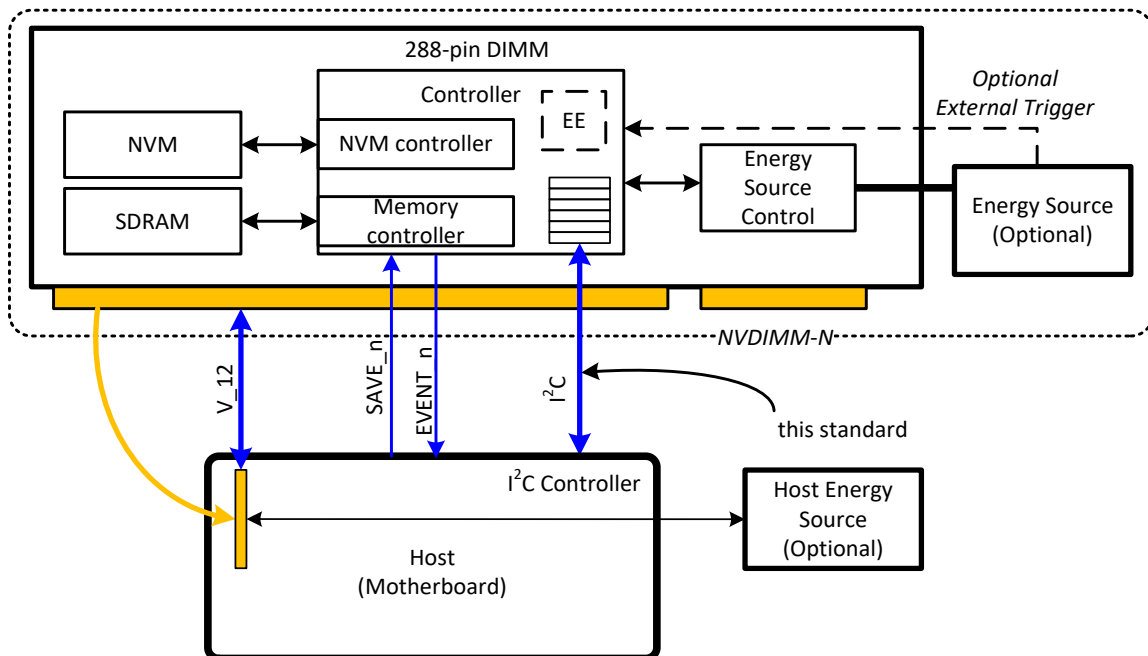 288-pin DIMM
Optional
External Trigger
Controller
EE
NVM
NVM controller
Energy
Source
Control
SDRAM
Memory
controller
Energy Source
(Optional)
NVDIMM-N
V_12
SAVE_n
EVENT_n
I²C
this standard
I²C Controller
Host Energy
Source
(Optional)
Host
(Motherboard)